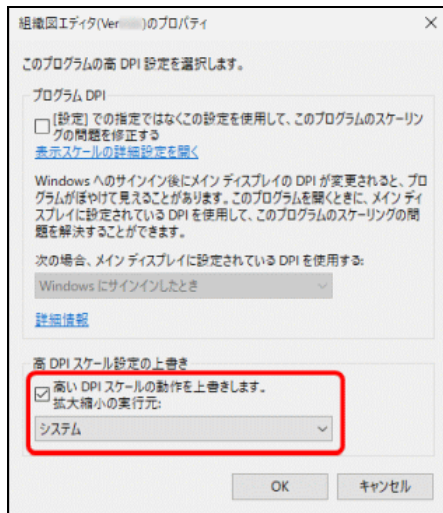 組織図エディタ(Ver )のプロパティ
このプログラムの高 DPI 設定を選択します。
プログラム DPI
[設定] での指定ではなくこの設定を使用して、このプログラムのスケーリン
グの問題を修正する
表示スケールの詳細設定を開く
Windows へのサインイン後にメイン ディスプレイの DPI が変更されると、プロ
グラムがぼやけて見えることがあります。このプログラムを開くときに、メイン ディ
スプレイに設定されている DPI を使用して、このプログラムのスケーリングの問
題を解決することができます。
次の場合、メイン ディスプレイに設定されている DPI を使用する:
Windows にサインインしたとき
詳細情報
高 DPI スケール設定の上書き
高い DPI スケールの動作を上書きします。
拡大縮小の実行元:
システム
OK キャンセル